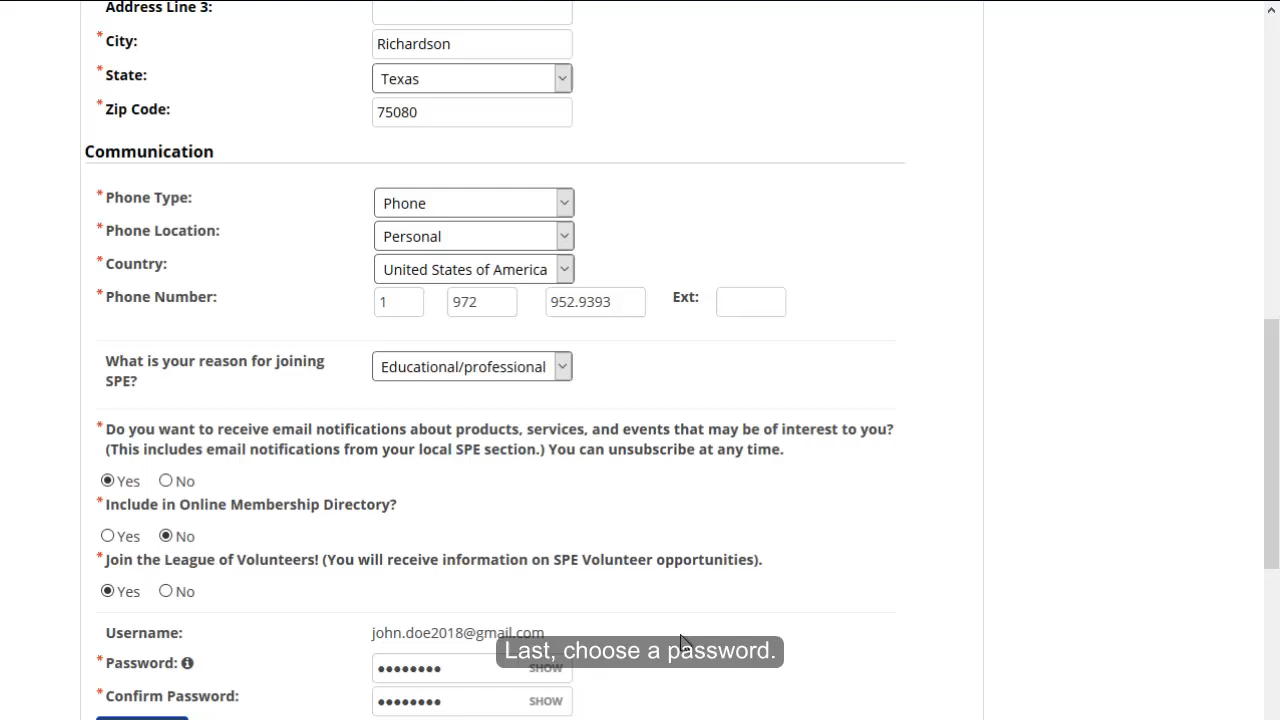 Address Line 3:
* City: Richardson
* State: Texas
* Zip Code: 75080
Communication
* Phone Type: Phone
* Phone Location: Personal
* Country: United States of America
* Phone Number: 1 972 952.9393 Ext:
What is your reason for joining
SPE? Educational/professional
* Do you want to receive email notifications about products, services, and events that may be of interest to you?
(This includes email notifications from your local SPE section.) You can unsubscribe at any time.
Yes No
* Include in Online Membership Directory?
Yes No
* Join the League of Volunteers! (You will receive information on SPE Volunteer opportunities).
Yes No
Username: john.doe2018@gmail.com
Last, choose a password.
* Password: SHOW
* Confirm Password: SHOW